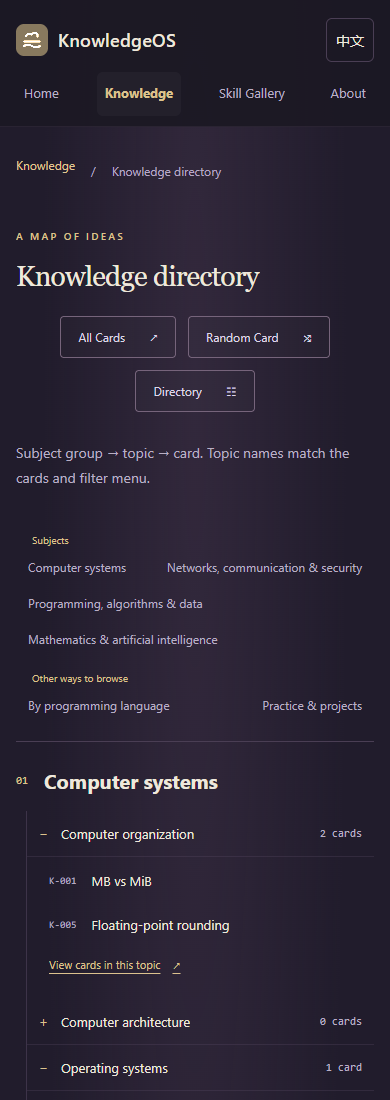 KnowledgeOS
中文
Home Knowledge Skill Gallery About
Knowledge / Knowledge directory
A MAP OF IDEAS
Knowledge directory
All Cards ↗ Random Card ⤨
Directory ☷
Subject group → topic → card. Topic names match the
cards and filter menu.
Subjects
Computer systems Networks, communication & security
Programming, algorithms & data
Mathematics & artificial intelligence
Other ways to browse
By programming language Practice & projects
01 Computer systems
− Computer organization 2 cards
K-001 MB vs MiB
K-005 Floating-point rounding
View cards in this topic ↗
+ Computer architecture 0 cards
− Operating systems 1 card